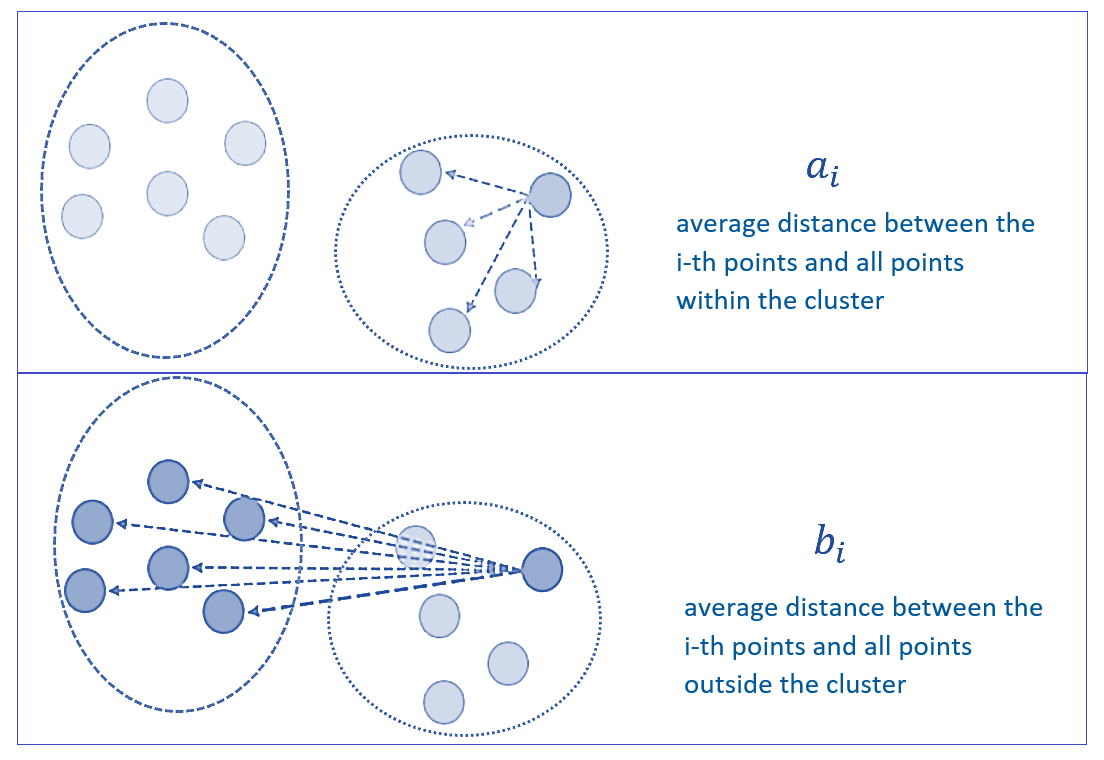 a_i
average distance between the
i-th points and all points
within the cluster
b_i
average distance between the
i-th points and all points
outside the cluster